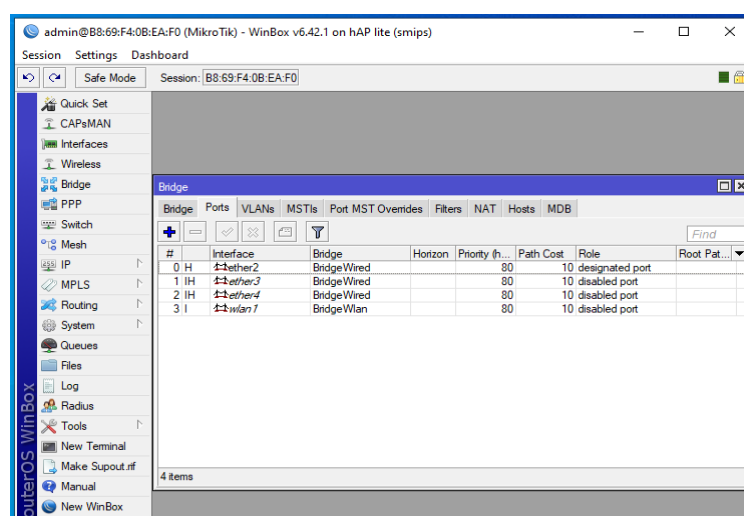 admin@B8:69:F4:0B:EA:F0 (MikroTik) - WinBox v6.42.1 on hAP lite (smips)
Session Settings Dashboard
Safe Mode Session: B8:69:F4:0B:EA:F0
Quick Set
CAPsMAN
Interfaces
Wireless
Bridge
PPP
Switch
Mesh
IP
MPLS
Routing
System
Queues
Files
Log
Radius
Tools
New Terminal
Make Supout.rif
Manual
New WinBox
outerOS WinBox
Bridge
Bridge Ports VLANs MSTIs Port MST Overrides Filters NAT Hosts MDB
Find
# Interface Bridge Horizon Priority (h... Path Cost Role Root Pat...
0 H ether2 BridgeWired 80 10 designated port
1 IH ether3 BridgeWired 80 10 disabled port
2 IH ether4 BridgeWired 80 10 disabled port
3 I wlan1 BridgeWlan 80 10 disabled port
4 items